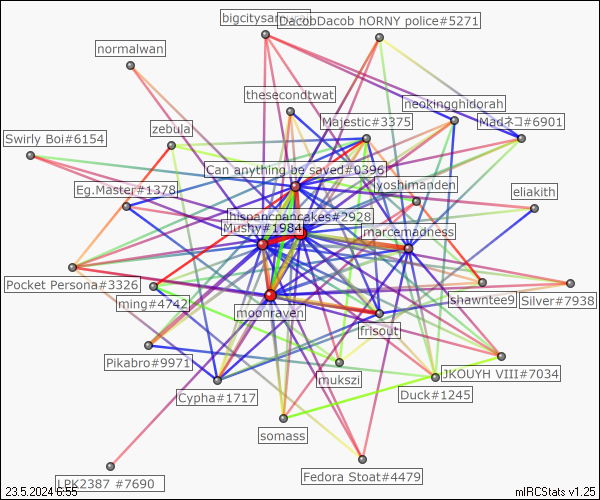 DacobDacob hORNY police#5271
normalwan
thesecondtwat
neokingghidorah
Majestic#3375
Madネコ#6901
zebula
Swirly Boi#6154
Can anything be saved#0396
yoshimanden
Eg.Master#1378
eliakith
hispancpancakes#2928
Mushy#1984
marcemadness
Pocket Persona#3326
ming#4742
shawntee9
Silver#7938
moonraven
frisout
Pikabro#9971
mukszi
JKOUYH VIII#7034
Cypha#1717
Duck#1245
somass
Fedora Stoat#4479
LPK2387 #7690
23.5.2024 6:55
mIRCStats v1.25